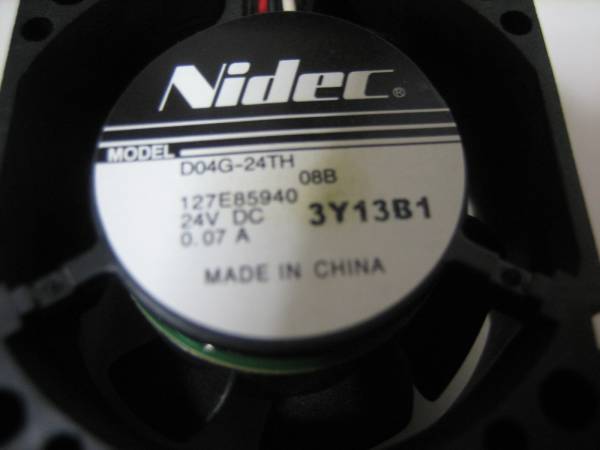 Nidec®
MODEL
D04G-24TH
08B
127E85940
24V DC
3Y13B1
0.07 A
MADE IN CHINA